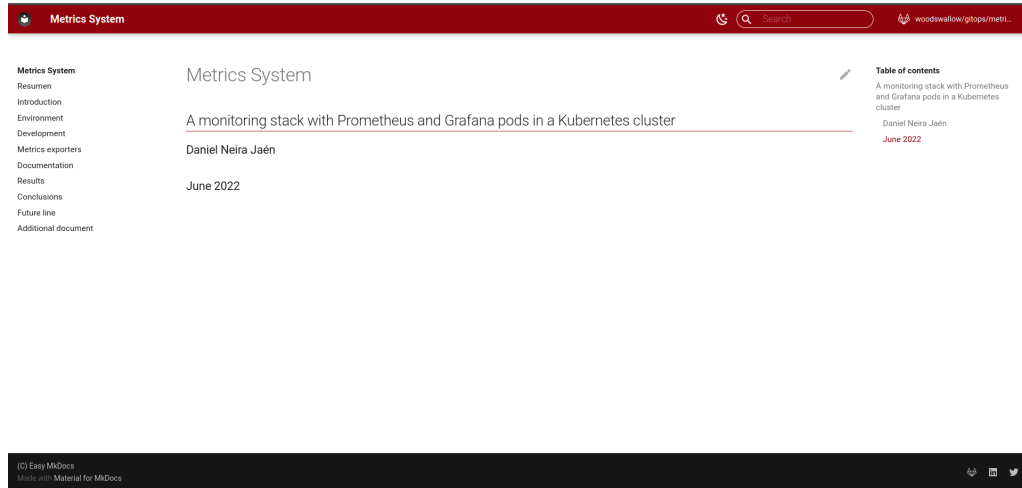 Metrics System
Search
woodswallow/gitops/metri...
Metrics System
Resumen
Introduction
Environment
Development
Metrics exporters
Documentation
Results
Conclusions
Future line
Additional document
Metrics System
A monitoring stack with Prometheus and Grafana pods in a Kubernetes cluster
Daniel Neira Jaén
June 2022
Table of contents
A monitoring stack with Prometheus
and Grafana pods in a Kubernetes
cluster
Daniel Neira Jaén
June 2022
(C) Easy MkDocs
Made with Material for MkDocs